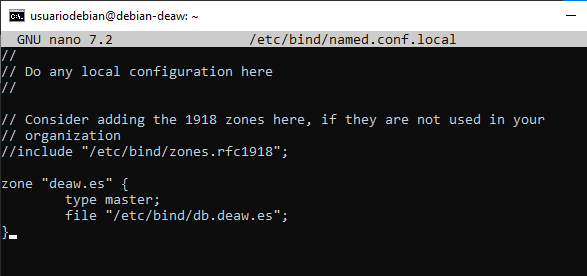 usuariodebian@debian-deaw: ~
GNU nano 7.2 /etc/bind/named.conf.local
//
// Do any local configuration here
//
// Consider adding the 1918 zones here, if they are not used in your
// organization
//include "/etc/bind/zones.rfc1918";
zone "deaw.es" {
type master;
file "/etc/bind/db.deaw.es";
}